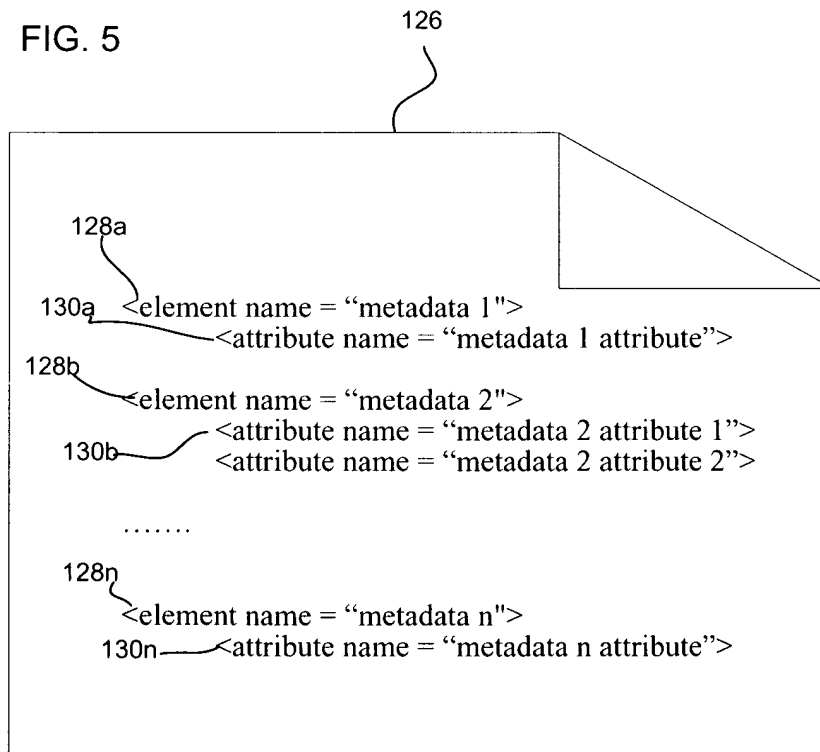 126
FIG. 5
128a
<element name = “metadata 1">
130a
<attribute name = “metadata 1 attribute”>
128b
<element name = “metadata 2">
<attribute name = “metadata 2 attribute 1”>
130b
<attribute name = “metadata 2 attribute 2”>
.......
128n
<element name = “metadata n">
130n
<attribute name = “metadata n attribute”>